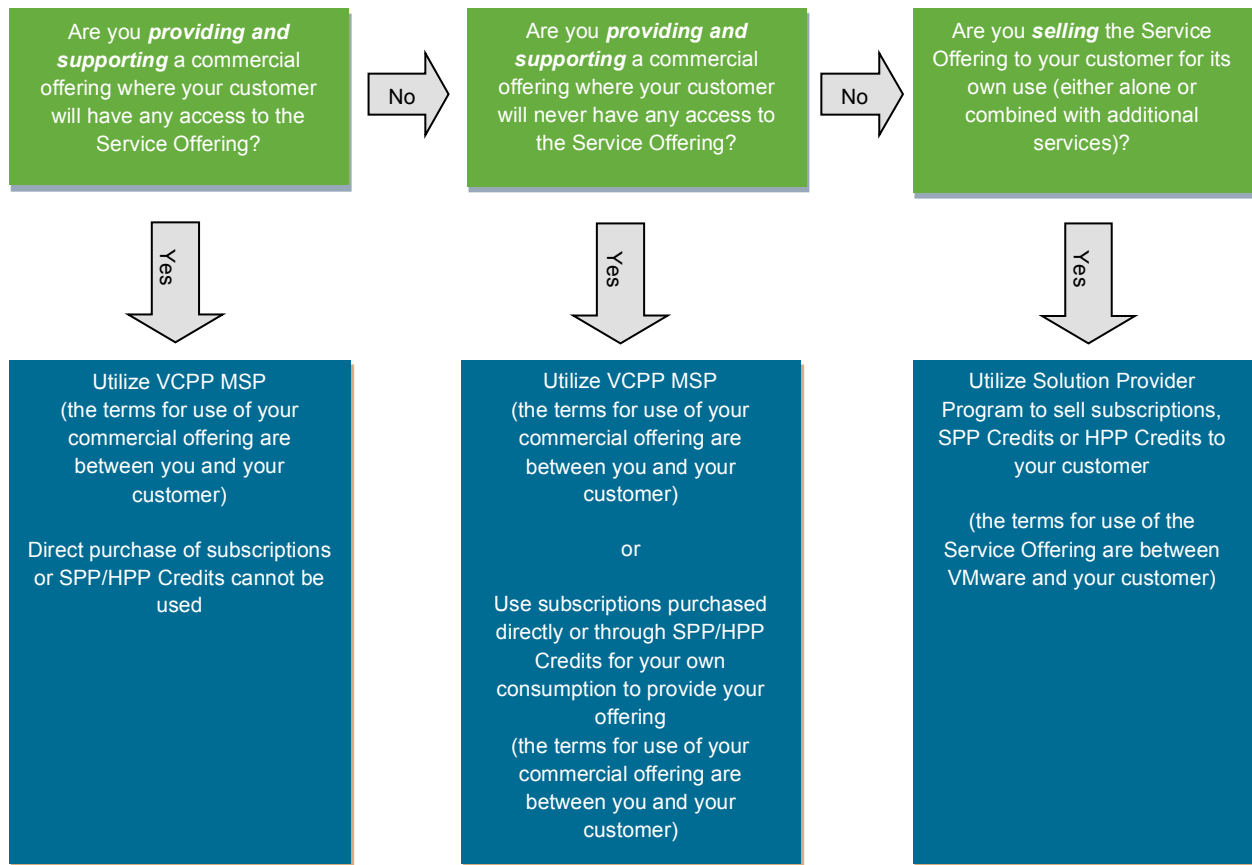 Are you providing and
supporting a commercial
offering where your customer
will have any access to the
Service Offering?
No
Are you providing and
supporting a commercial
offering where your customer
will never have any access to
the Service Offering?
No
Are you selling the Service
Offering to your customer for its
own use (either alone or
combined with additional
services)?
Yes
Yes
Yes
Utilize VCPP MSP
(the terms for use of your
commercial offering are
between you and your
customer)
Direct purchase of subscriptions
or SPP/HPP Credits cannot be
used
Utilize VCPP MSP
(the terms for use of your
commercial offering are
between you and your
customer)
or
Use subscriptions purchased
directly or through SPP/HPP
Credits for your own
consumption to provide your
offering
(the terms for use of your
commercial offering are
between you and your
customer)
Utilize Solution Provider
Program to sell subscriptions,
SPP Credits or HPP Credits to
your customer
(the terms for use of the
Service Offering are between
VMware and your customer)